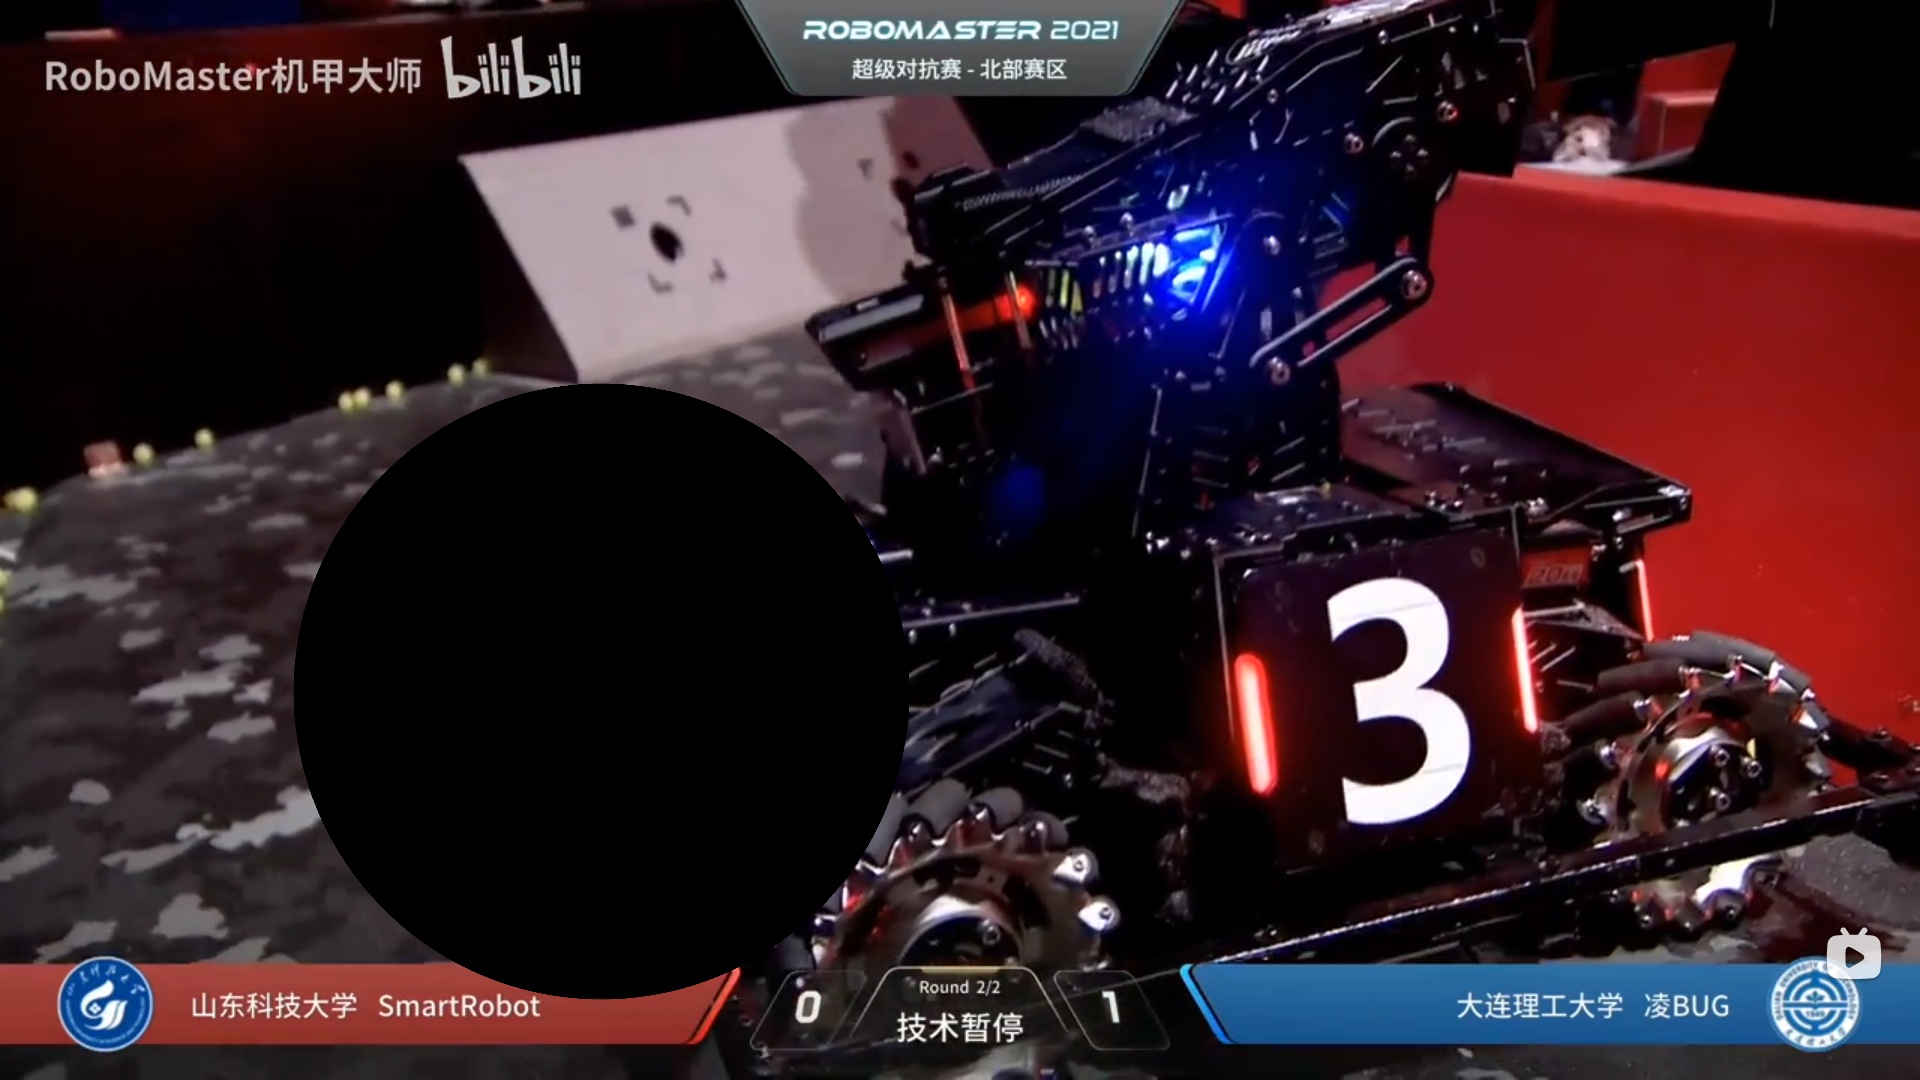 ROBOMASTER 2021
超级对抗赛 - 北部赛区
RoboMaster机甲大师 bilibili
3
山东科技大学 SmartRobot
0
Round 2/2
技术暂停
1
大连理工大学 凌BUG